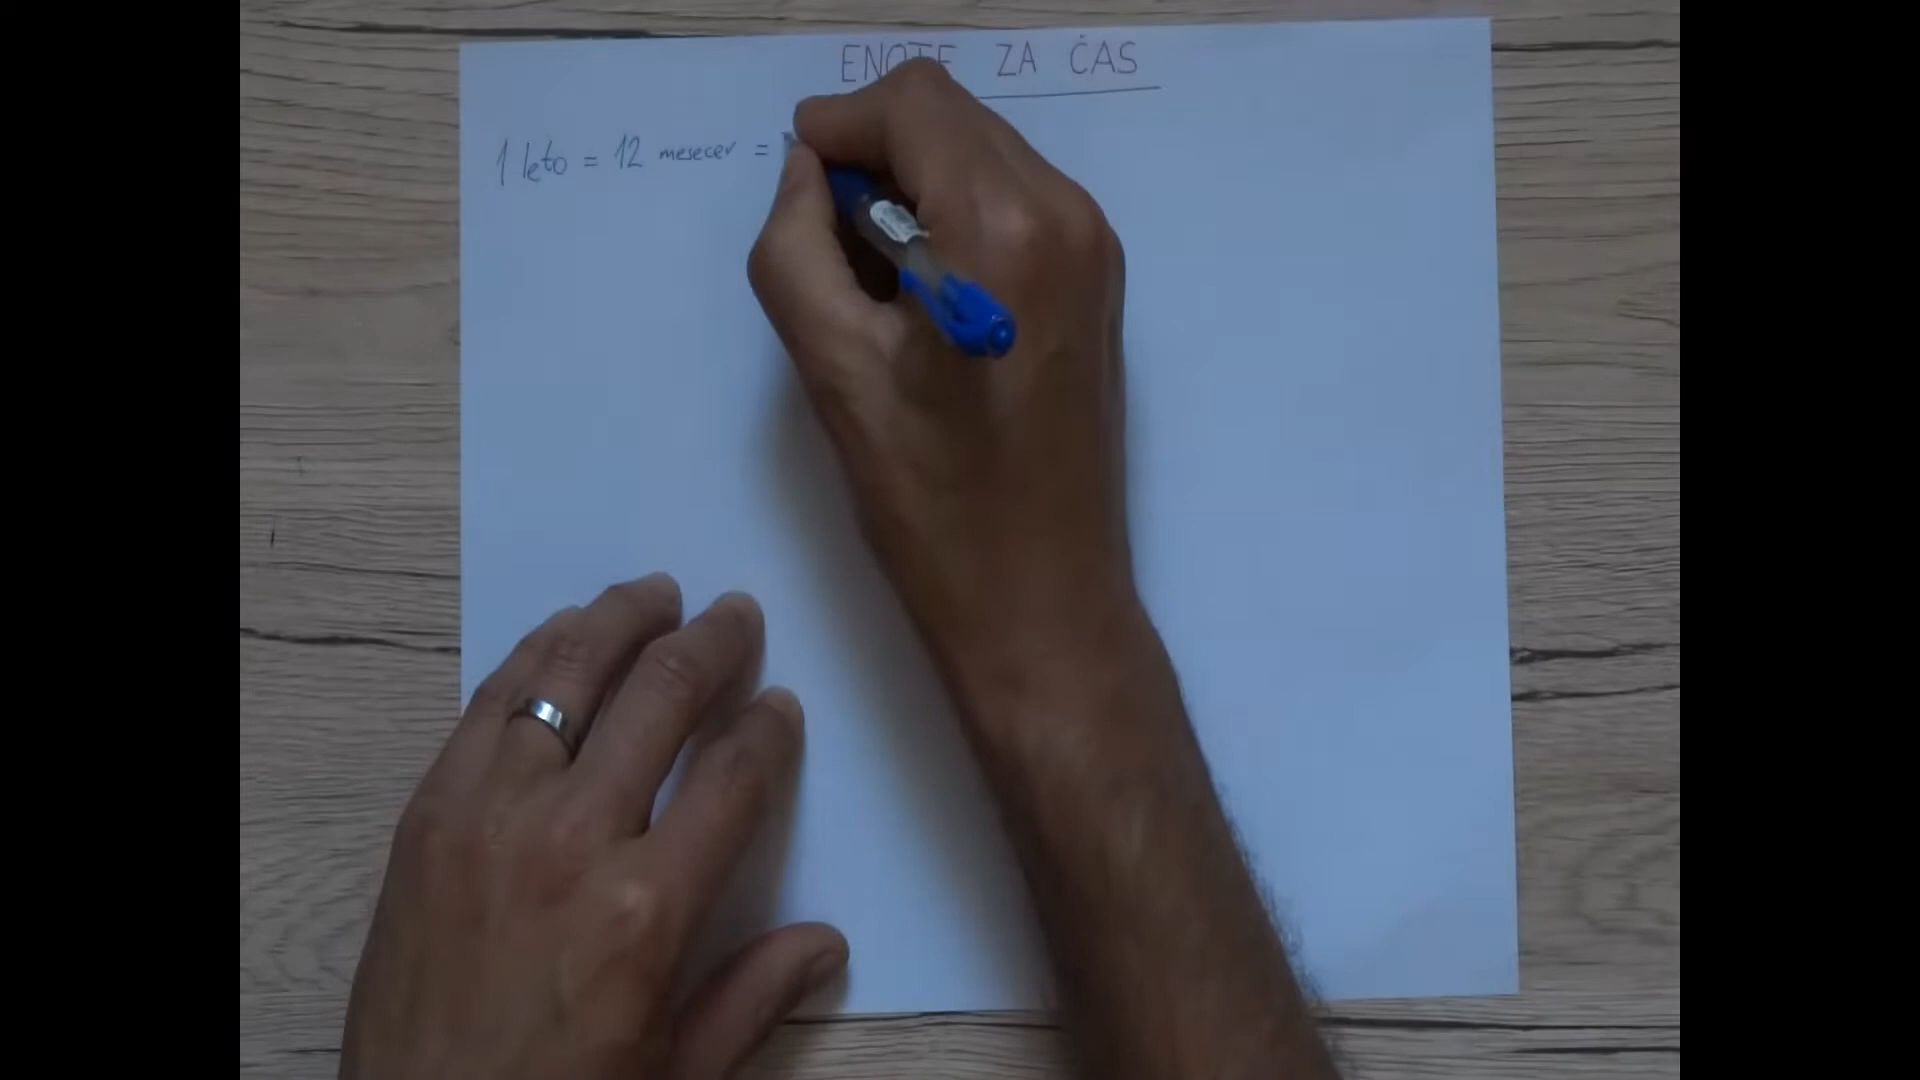 ENOTE ZA ČAS
1 leto = 12 mesecev =